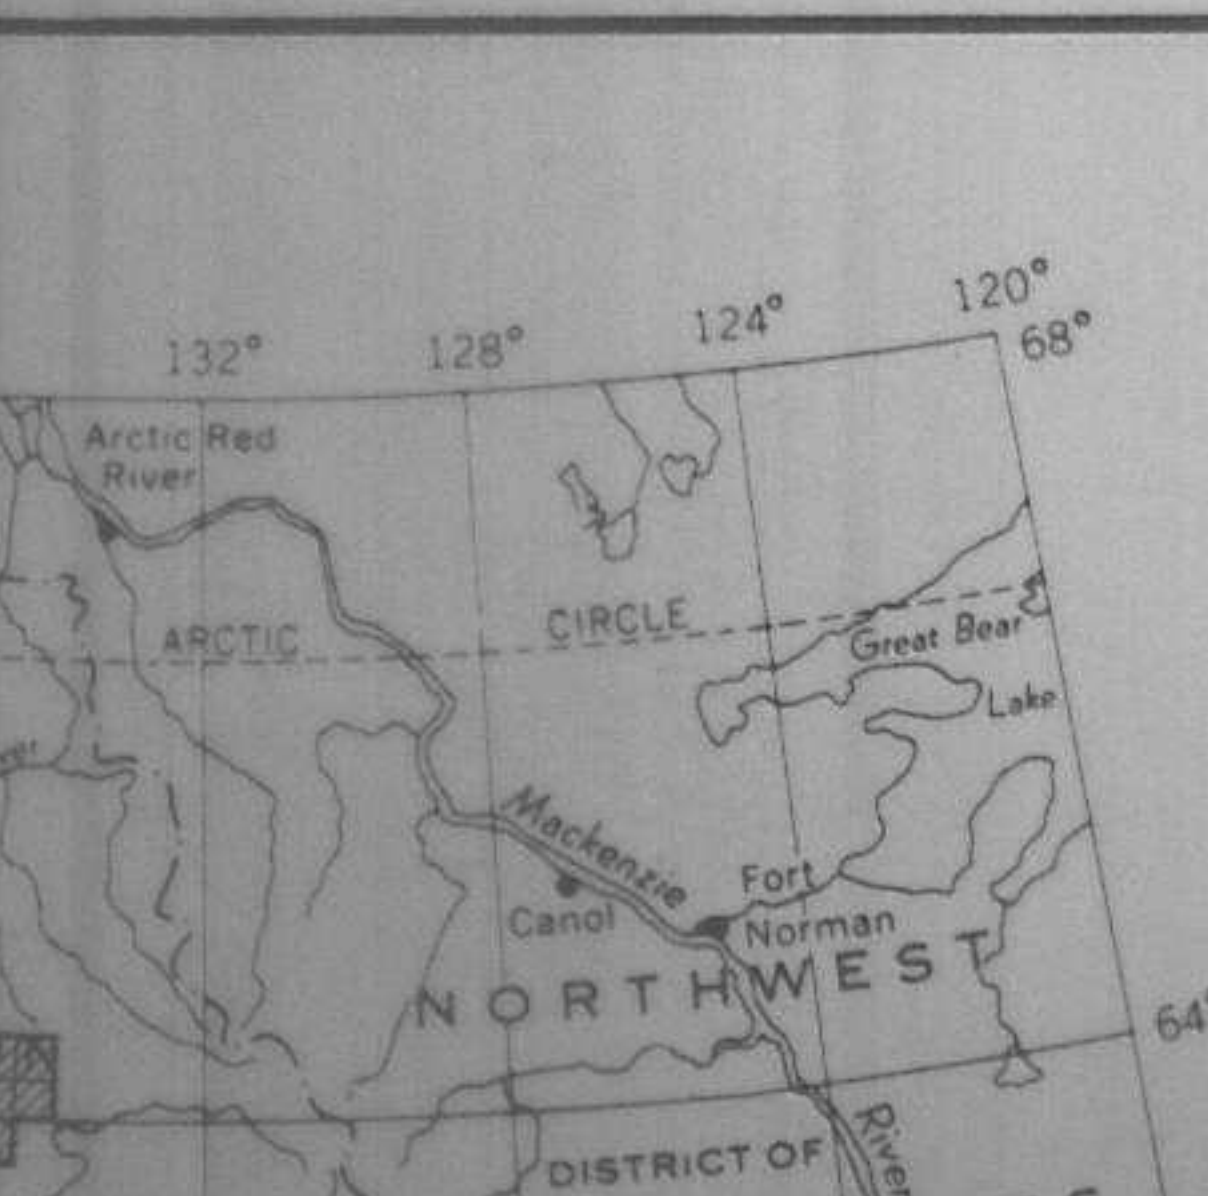 120°
124°
68°
128°
132°
Arctic Red
River
CIRCLE
ARCTIC
Great Bear
Lake
Mackenzie
Fort
Canol
Norman
NORTHWEST
64°
River
DISTRICT OF